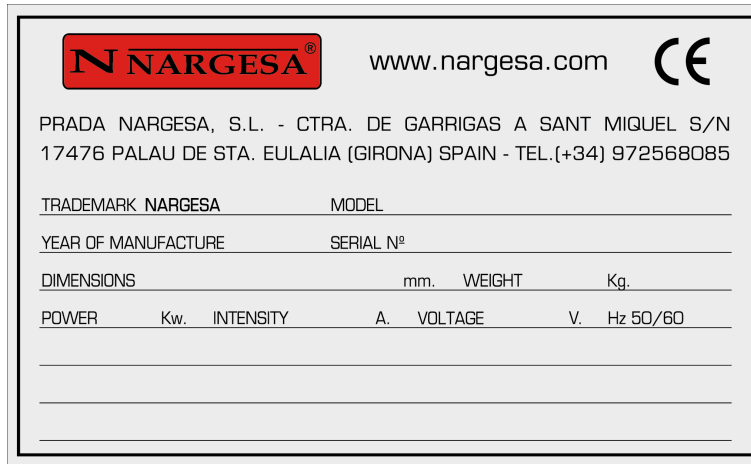 N NARGESA® www.nargesa.com CE
PRADA NARGESA, S.L. - CTRA. DE GARRIGAS A SANT MIQUEL S/N
17476 PALAU DE STA. EULALIA (GIRONA) SPAIN - TEL.(+34) 972568085
TRADEMARK NARGESA MODEL
YEAR OF MANUFACTURE SERIAL Nº
DIMENSIONS mm. WEIGHT Kg.
POWER Kw. INTENSITY A. VOLTAGE V. Hz 50/60